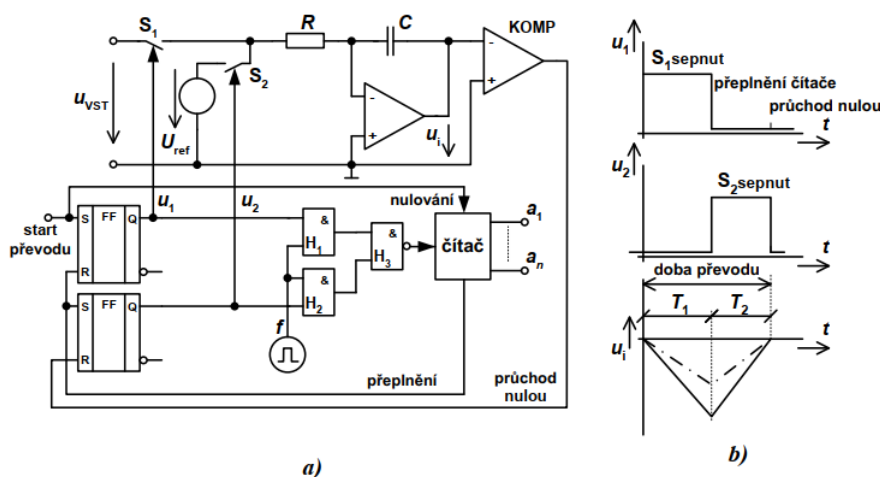 S1
R
C
KOMP
-
+
uVST
Uref
S2
-
+
ui
start
převodu
S FF Q
R
u1
u2
nulování
&
H1
&
H2
&
H3
čítač
a1
an
S FF Q
R
f
přeplnění
průchod
nulou
a)
u1
S1sepnut
přeplnění čítače
průchod nulou
t
u2
S2sepnut
t
doba převodu
T1
T2
t
ui
b)